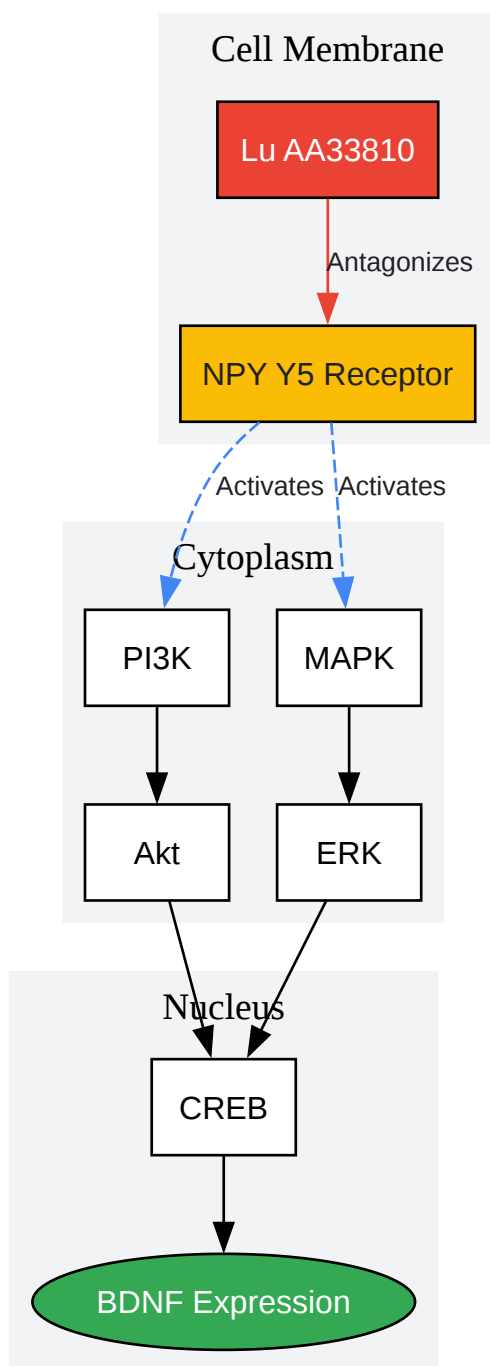 Cell Membrane
Lu AA33810
Antagonizes
NPY Y5 Receptor
Activates
Activates
Cytoplasm
PI3K
MAPK
Akt
ERK
Nucleus
CREB
BDNF Expression